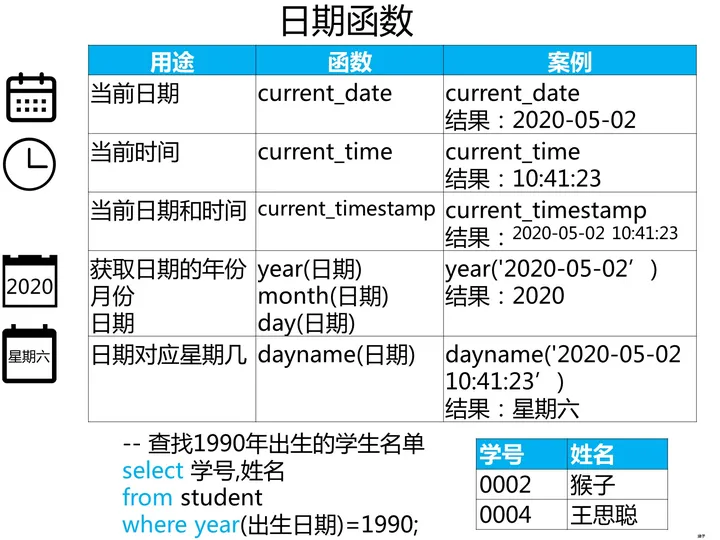 日期函数
用途 函数 案例
当前日期 current_date current_date
结果：2020-05-02
当前时间 current_time current_time
结果：10:41:23
当前日期和时间 current_timestamp current_timestamp
结果：2020-05-02 10:41:23
2020
获取日期的年份 year(日期) year('2020-05-02’)
月份 month(日期) 结果：2020
日期 day(日期)
星期六
日期对应星期几 dayname(日期) dayname('2020-05-02
10:41:23’)
结果：星期六
-- 查找1990年出生的学生名单
select 学号,姓名
from student
where year(出生日期)=1990;
学号 姓名
0002 猴子
0004 王思聪